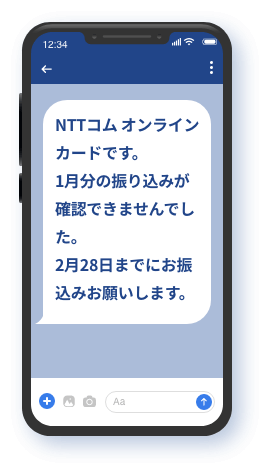 12:34
NTTコム オンライン
カードです。
1月分の振り込みが
確認できませんでし
た。
2月28日までにお振
込みお願いします。
Aa